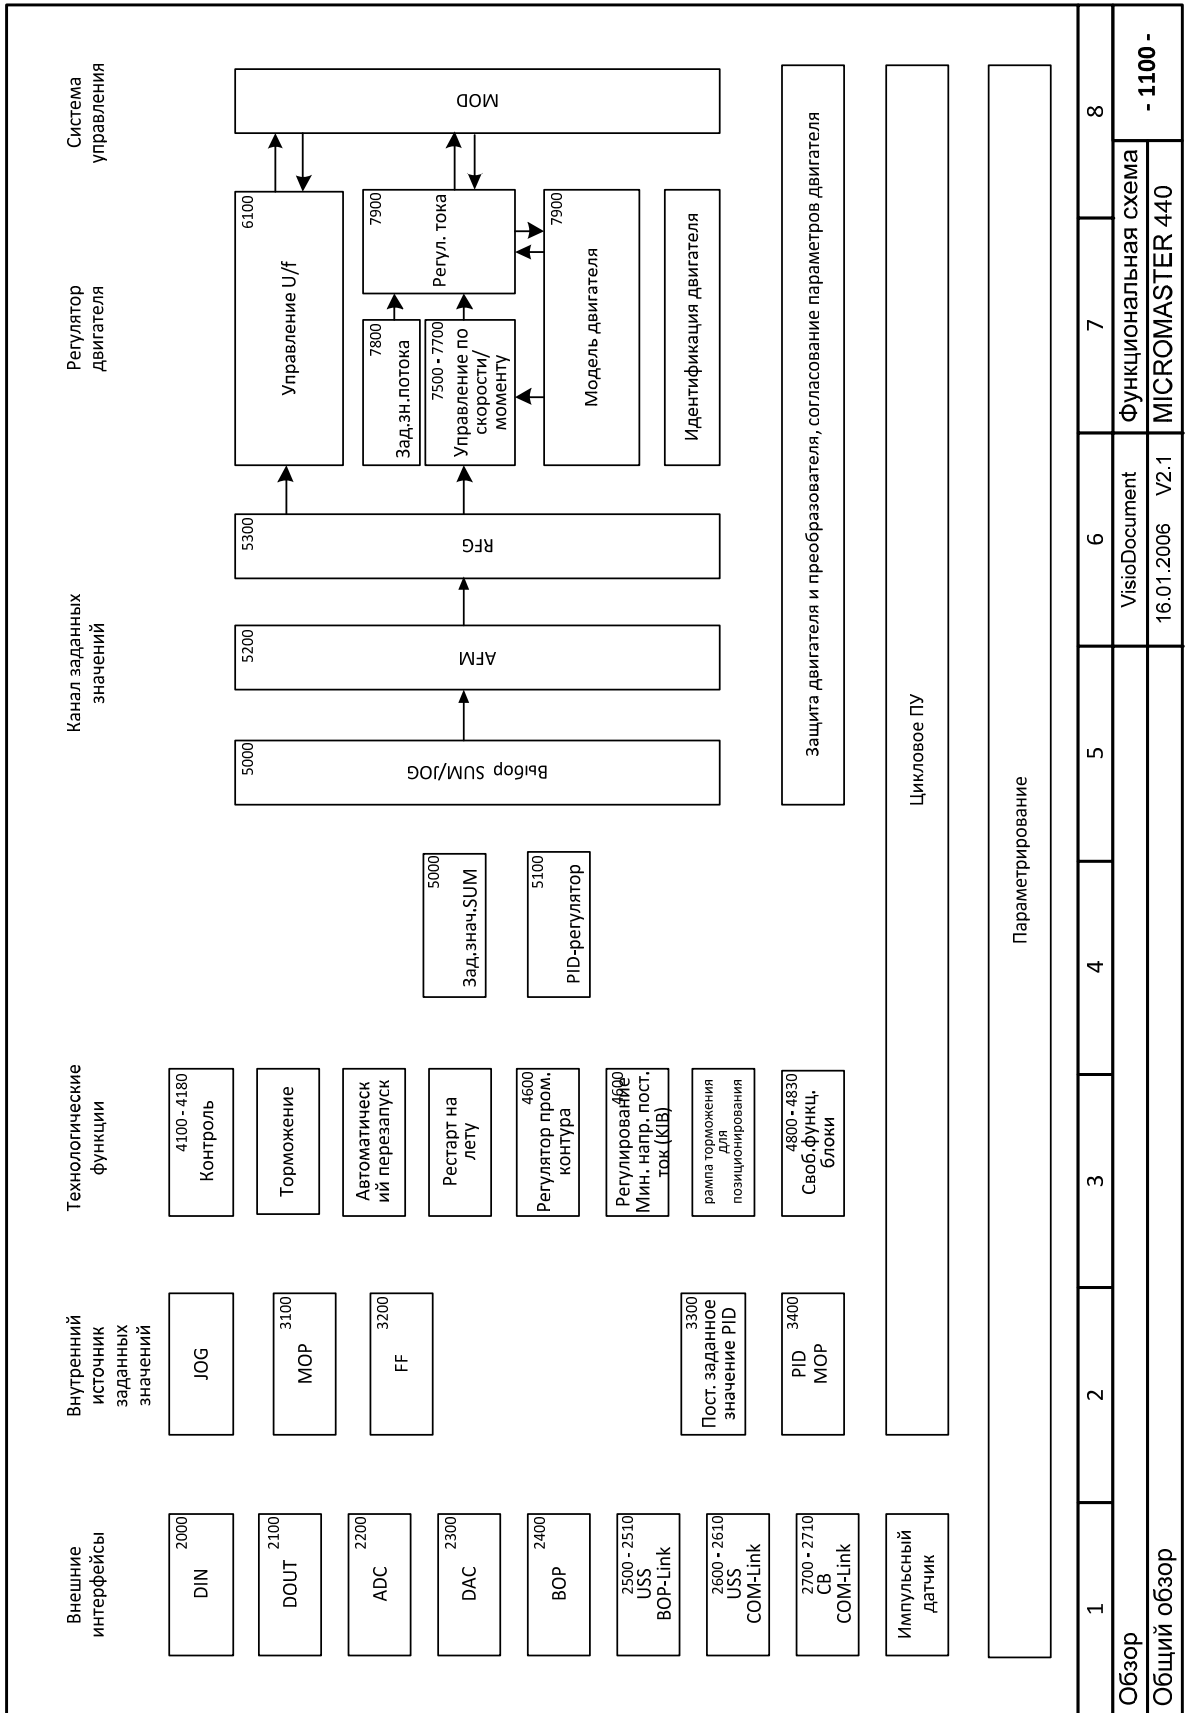 Внешние
интерфейсы
Внутренний
источник
заданных
значений
Технологические
функции
Канал заданных
значений
Регулятор
двигателя
Система
управления
2000
DIN
2100
DOUT
2200
ADC
2300
DAC
2400
BOP
2500 - 2510
USS
BOP-Link
2600 - 2610
USS
COM-Link
2700 - 2710
CB
COM-Link
Импульсный
датчик
JOG
3100
MOP
3200
FF
3300
Пост. заданное
значение PID
3400
PID
MOP
4100 - 4180
Контроль
Торможение
Автоматическ
ий перезапуск
Рестарт на
лету
4600
Регулятор пром.
контура
4600
Регулирование
Мин. напр. пост.
ток (KIB)
рампа торможения
для
позиционирования
4800 - 4830
Своб.функц.
блоки
5000
Зад.знач.SUM
5100
PID-регулятор
5000
Выбор SUM/JOG
5200
AFM
5300
RFG
6100
Управление U/f
7800
Зад.зн.потока
7500 - 7700
Управление по
скорости/
моменту
7900
Регул. тока
7900
Модель двигателя
Идентификация двигателя
MOD
Защита двигателя и преобразователя, согласование параметров двигателя
Цикловое ПУ
Параметрирование
1 2 3 4 5 6 7 8
Обзор
Общий обзор
VisioDocument
16.01.2006 V2.1
Функциональная схема
MICROMASTER 440
- 1100 -